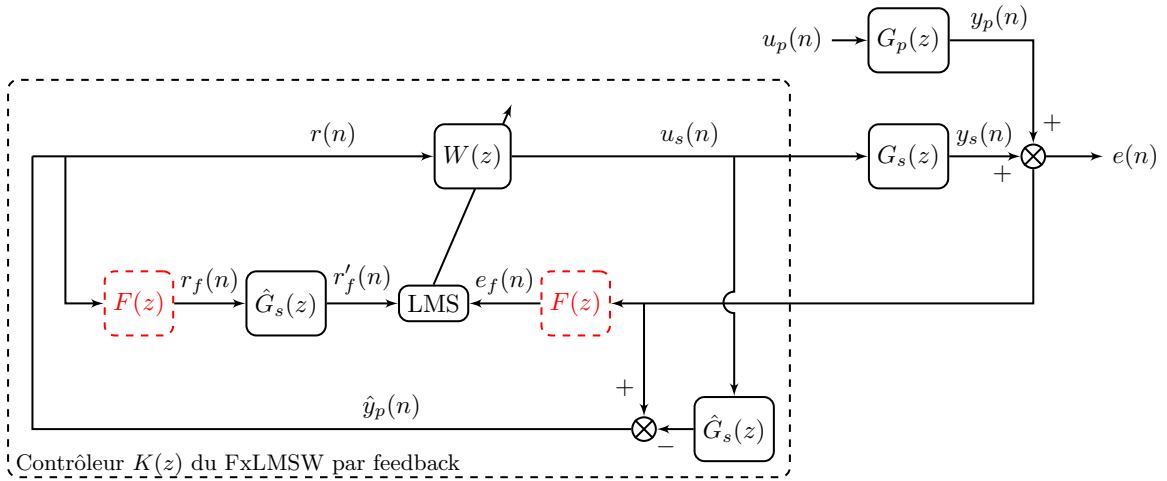 y_p(n)
u_p(n)
G_p(z)
+
r(n)
W(z)
u_s(n)
G_s(z)
y_s(n)
+
e(n)
F(z)
r_f(n)
Ĝ_s(z)
r'_f(n)
LMS
e_f(n)
F(z)
+
ŷ_p(n)
−
Ĝ_s(z)
Contrôleur K(z) du FxLMSW par feedback